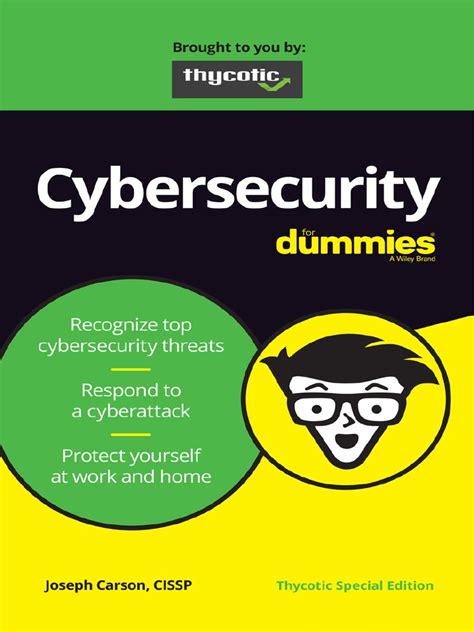 Brought to you by:
thycotic
Cybersecurity
for
dummies®
A Wiley Brand
Recognize top
cybersecurity threats
Respond to
a cyberattack
Protect yourself
at work and home
Joseph Carson, CISSP
Thycotic Special Edition